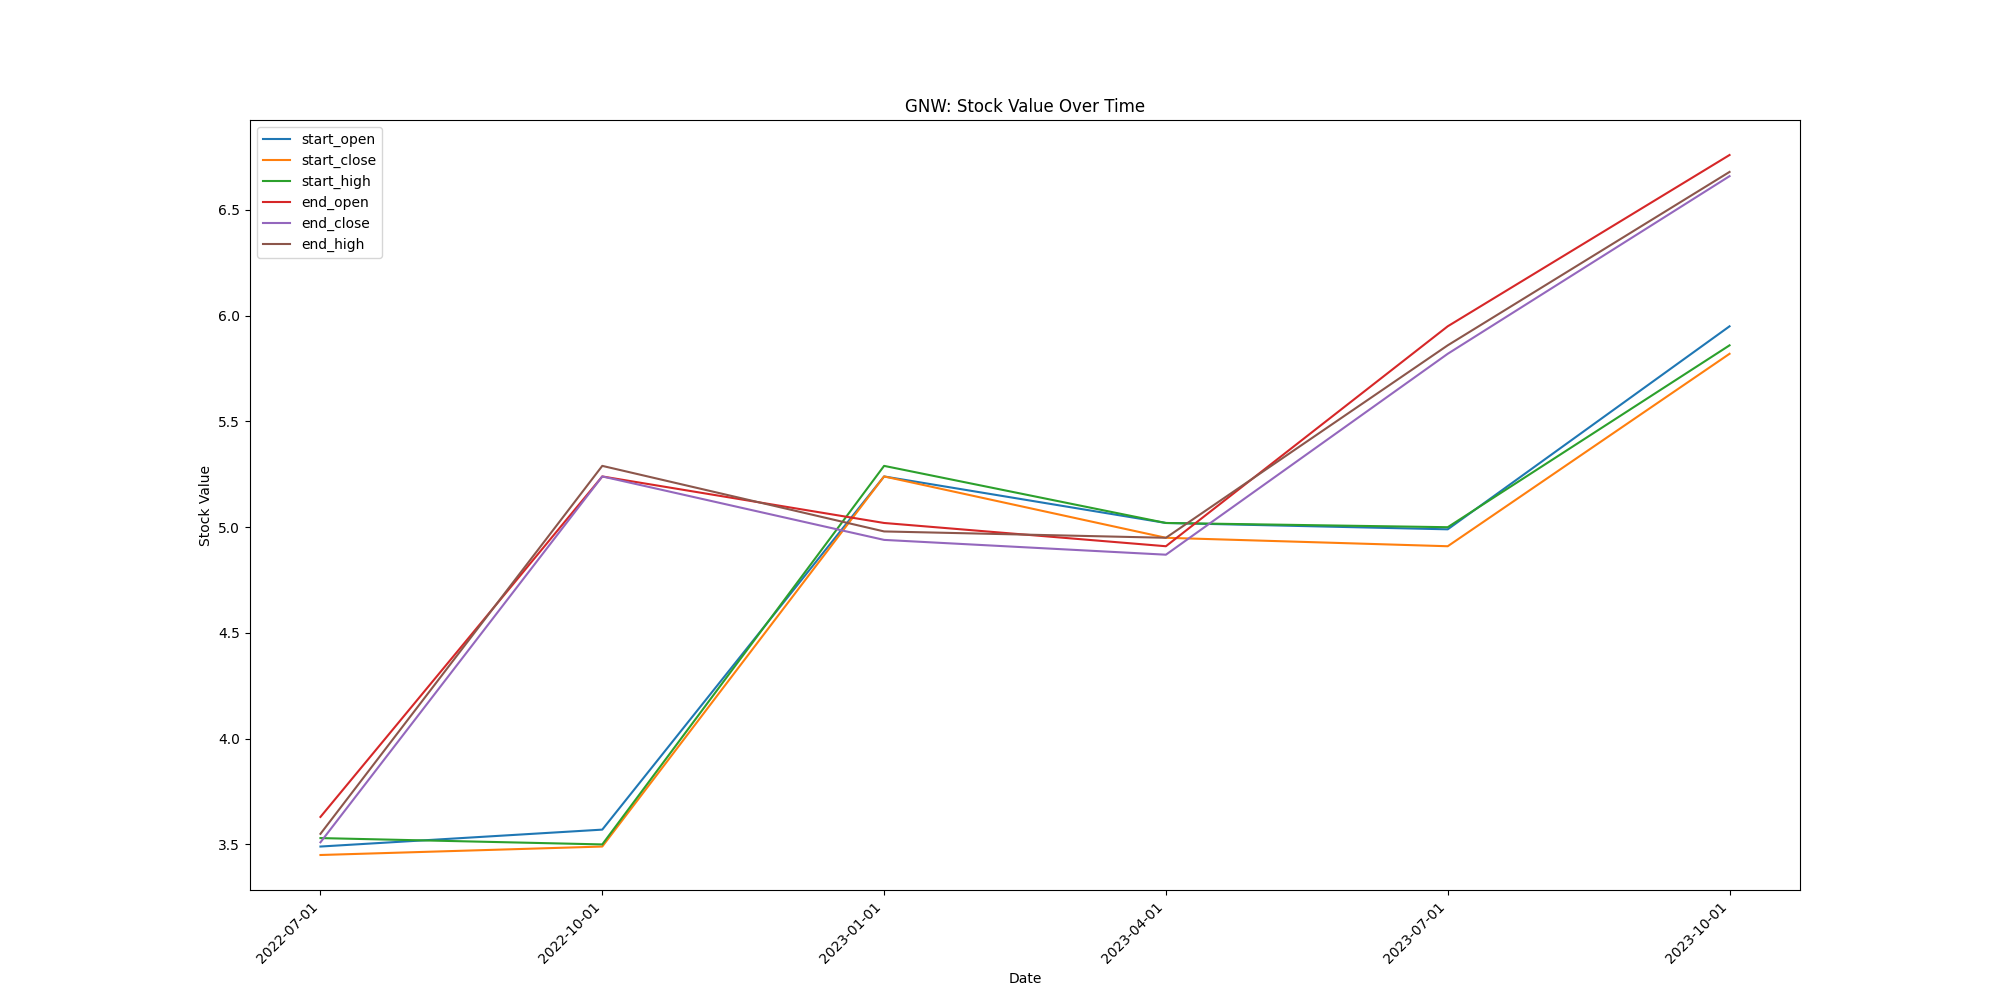 GNW: Stock Value Over Time
start_open
start_close
start_high
end_open
end_close
end_high
6.5
6.0
5.5
5.0
4.5
4.0
3.5
Stock Value
2022-07-01
2022-10-01
2023-01-01
2023-04-01
2023-07-01
2023-10-01
Date